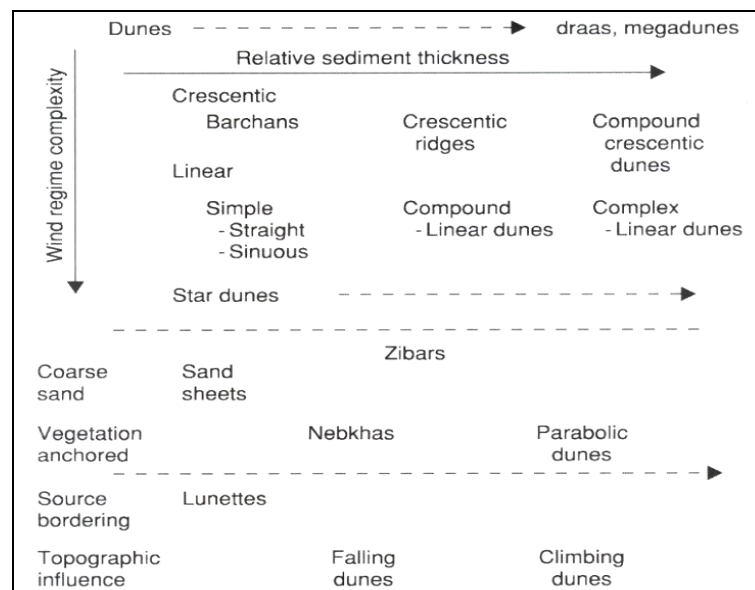 Dunes draas, megadunes
Relative sediment thickness
Wind regime complexity
Crescentic
Barchans Crescentic Compound
ridges crescentic
dunes
Linear
Simple Compound Complex
- Straight - Linear dunes - Linear dunes
- Sinuous
Star dunes
Zibars
Coarse Sand
sand sheets
Vegetation Nebkhas Parabolic
anchored dunes
Source Lunettes
bordering
Topographic Falling Climbing
influence dunes dunes